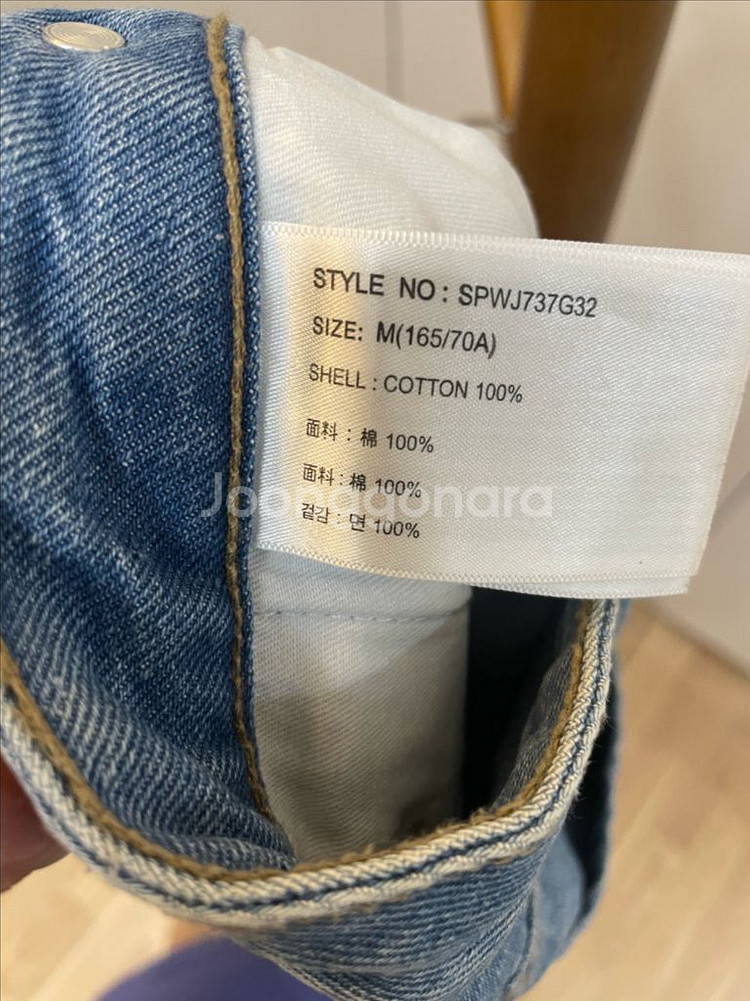 STYLE NO : SPWJ737G32
SIZE: M(165/70A)
SHELL : COTTON 100%
面料 : 棉 100%
面料 : 棉 100%
Joonggonara
겉감 : 면 100%